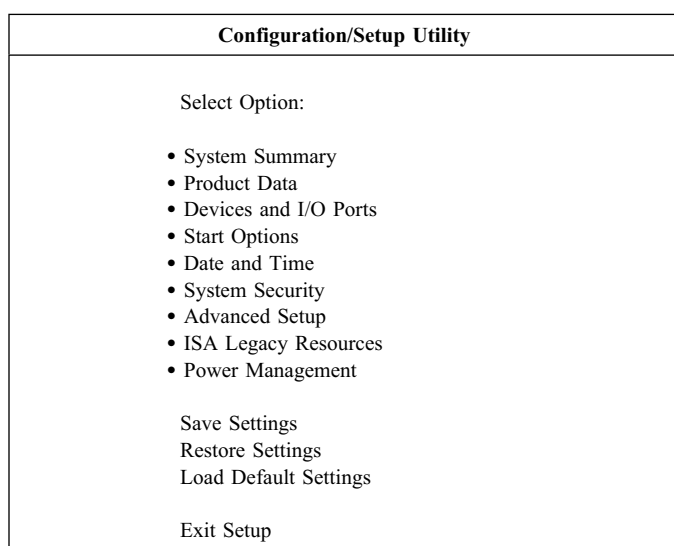 Configuration/Setup Utility
Select Option:
• System Summary
• Product Data
• Devices and I/O Ports
• Start Options
• Date and Time
• System Security
• Advanced Setup
• ISA Legacy Resources
• Power Management
Save Settings
Restore Settings
Load Default Settings
Exit Setup